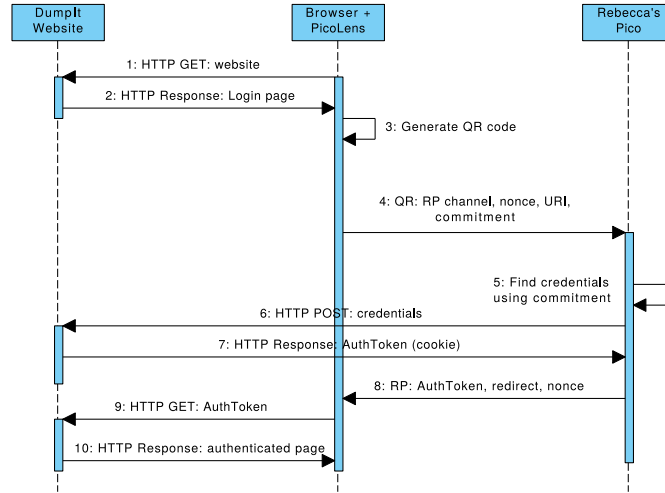 DumpIt
Website
Browser +
PicoLens
Rebecca's
Pico
1: HTTP GET: website
2: HTTP Response: Login page
3: Generate QR code
4: QR: RP channel, nonce, URI,
commitment
5: Find credentials
using commitment
6: HTTP POST: credentials
7: HTTP Response: AuthToken (cookie)
8: RP: AuthToken, redirect, nonce
9: HTTP GET: AuthToken
10: HTTP Response: authenticated page